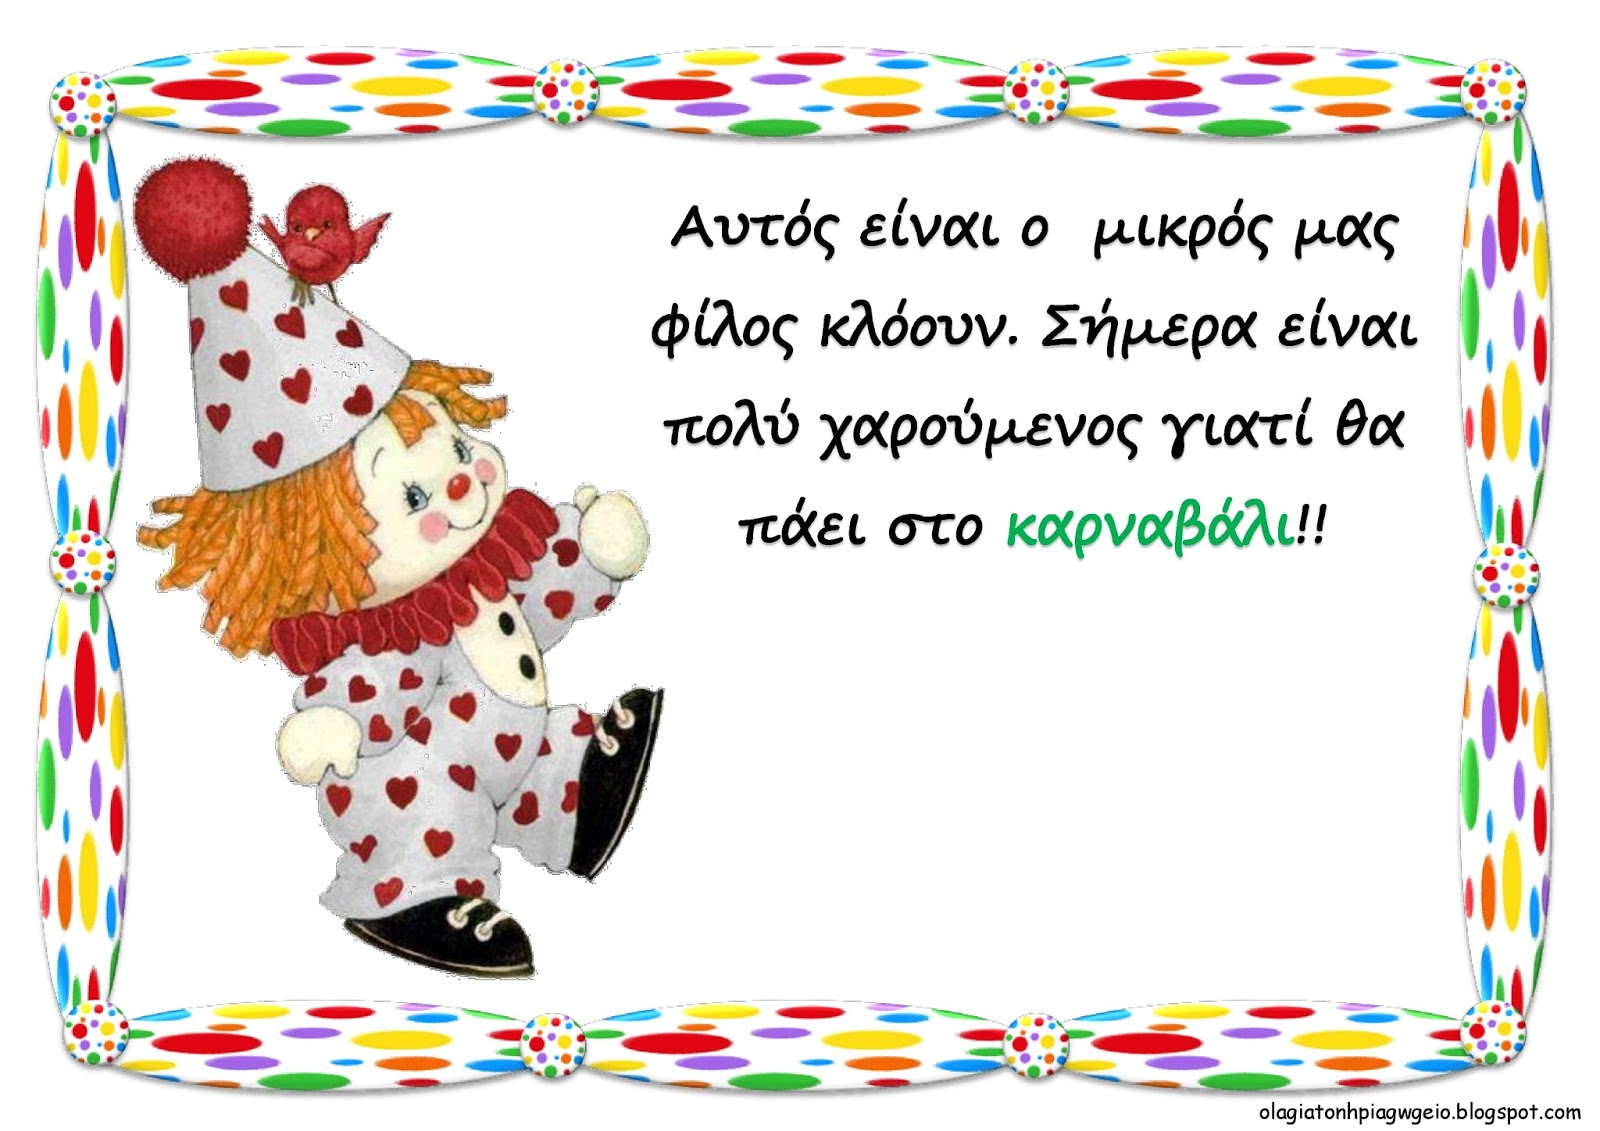 Αυτός είναι ο μικρός μας
φίλος κλόουν. Σήμερα είναι
πολύ χαρούμενος γιατί θα
πάει στο καρναβάλι!!
olagiatonhpiagwgeio.blogspot.com